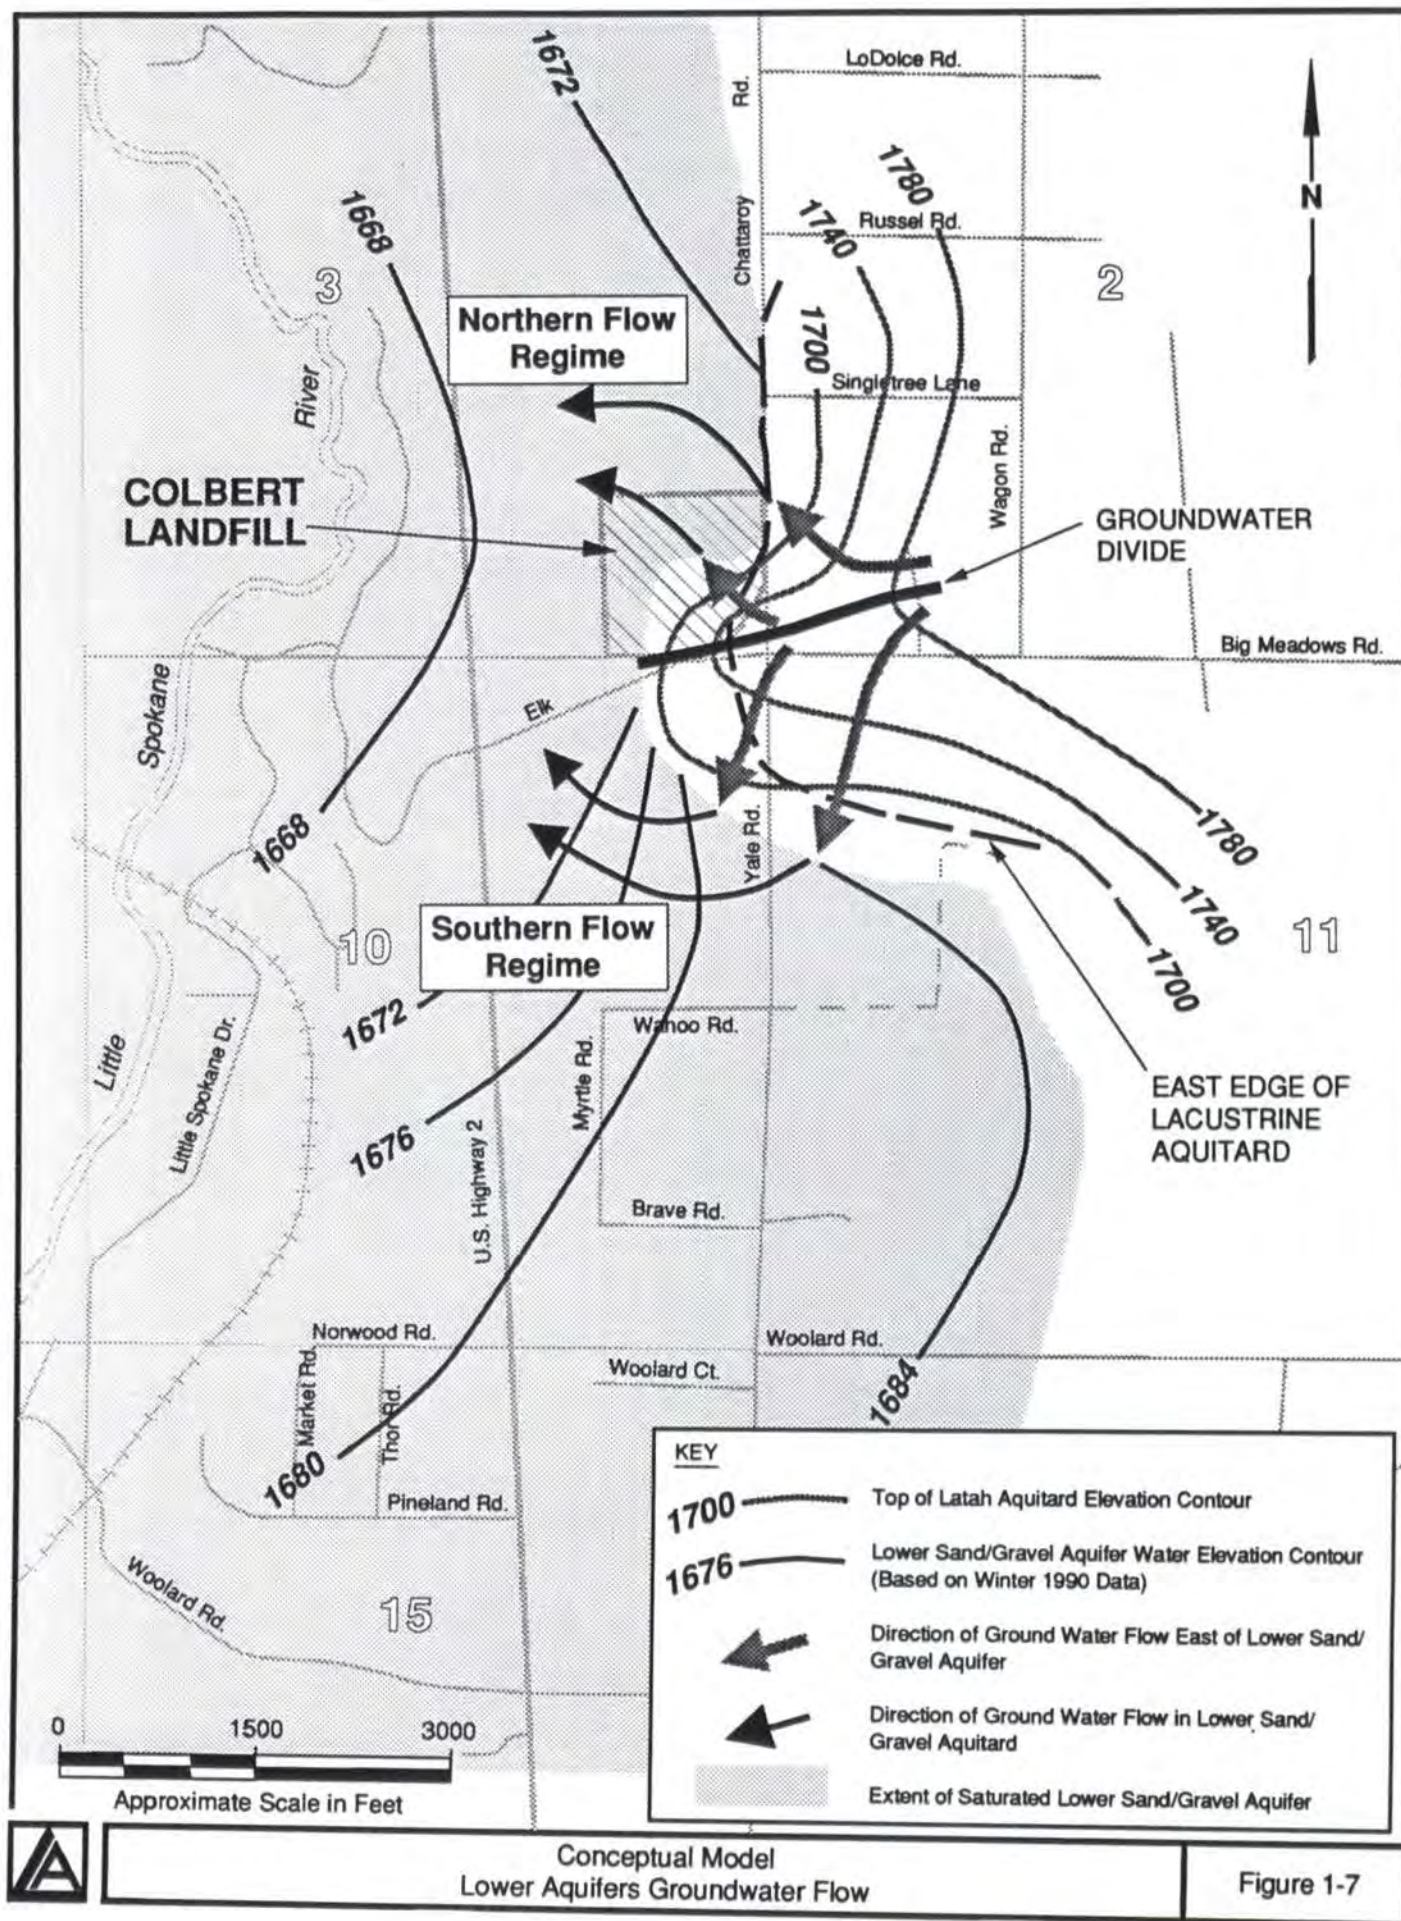 1672
LoDolce Rd.
Rd.
1780
N
1740
Russel Rd.
1668
Chattaroy
3
2
Northern Flow
Regime
1700
Singletree Lane
River
Wagon Rd.
COLBERT
LANDFILL
GROUNDWATER
DIVIDE
Big Meadows Rd.
Spokane
Elk
1668
Yale Rd.
1780
1740
1700
11
Southern Flow
Regime
10
1672
Wahoo Rd.
Little
Little Spokane Dr.
Myrtle Rd.
EAST EDGE OF
LACUSTRINE
AQUITARD
1676
U.S. Highway 2
Brave Rd.
Norwood Rd.
Woolard Rd.
Woolard Ct.
Market Rd.
Thor Rd.
1684
1680
Pineland Rd.
Woolard Rd.
15
KEY
1700
Top of Latah Aquitard Elevation Contour
1676
Lower Sand/Gravel Aquifer Water Elevation Contour
(Based on Winter 1990 Data)
Direction of Ground Water Flow East of Lower Sand/
Gravel Aquifer
Direction of Ground Water Flow in Lower Sand/
Gravel Aquitard
Extent of Saturated Lower Sand/Gravel Aquifer
0 1500 3000
Approximate Scale in Feet
Conceptual Model
Lower Aquifers Groundwater Flow
Figure 1-7